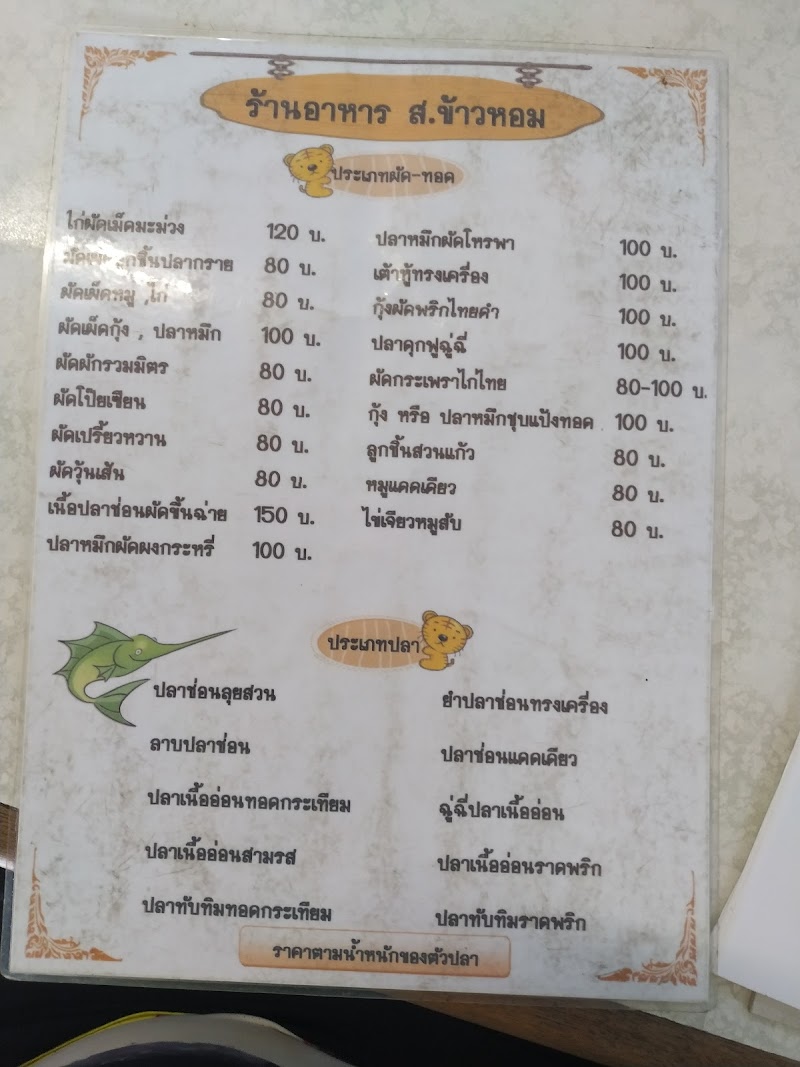 ร้านอาหาร ส.ข้าวหอม
ประเภทผัด-ทอด
ไก่ผัดเม็ดมะม่วง 120 บ.
ลูกชิ้นปลากราย 80 บ.
ผัดเผ็ดหมู ,ไก่ 80 บ.
ผัดเผ็ดกุ้ง , ปลาหมึก 100 บ.
ผัดผักรวมมิตร 80 บ.
ผัดโป๊ยเซียน 80 บ.
ผัดเปรี้ยวหวาน 80 บ.
ผัดวุ้นเส้น 80 บ.
เนื้อปลาช่อนผัดขึ้นฉ่าย 150 บ.
ปลาหมึกผัดผงกระหรี่ 100 บ.
ปลาหมึกผัดโหรพา 100 บ.
เต้าหู้ทรงเครื่อง 100 บ.
กุ้งผัดพริกไทยดำ 100 บ.
ปลาดุกฟูฉู่ฉี่ 100 บ.
ผัดกระเพราไก่ไทย 80-100 บ.
กุ้ง หรือ ปลาหมึกชุบแป้งทอด 100 บ.
ลูกชิ้นสวนแก้ว 80 บ.
หมูแดดเดียว 80 บ.
ไข่เจียวหมูสับ 80 บ.
ประเภทปลา
ปลาช่อนลุยสวน
ลาบปลาช่อน
ปลาเนื้ออ่อนทอดกระเทียม
ปลาเนื้ออ่อนสามรส
ปลาทับทิมทอดกระเทียม
ยำปลาช่อนทรงเครื่อง
ปลาช่อนแดดเดียว
ฉู่ฉี่ปลาเนื้ออ่อน
ปลาเนื้ออ่อนราดพริก
ปลาทับทิมราดพริก
ราคาตามน้ำหนักของตัวปลา